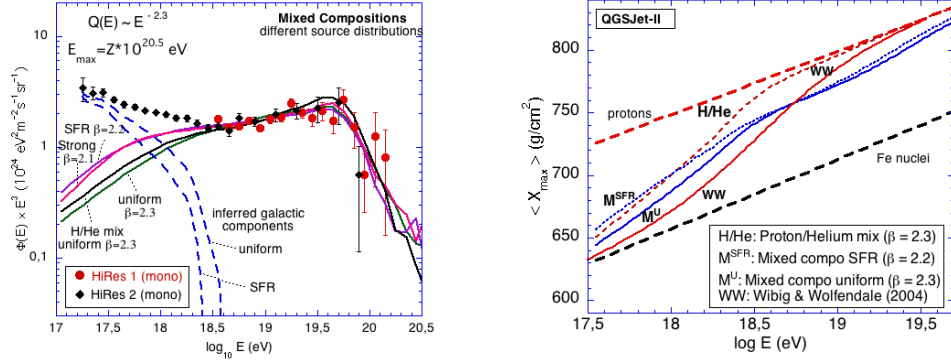 Q(E) ~ E^-2.3
E_max=Z*10^20.5 eV
Mixed Compositions
different source distributions
Φ(E) × E^3 (10^24 eV^2m^-2s^-1sr^-1)
10
1
0,1
SFR β=2.2
Strong
β=2.1
uniform
β=2.3
H/He mix
uniform β=2.3
inferred galactic
components
uniform
SFR
HiRes 1 (mono)
HiRes 2 (mono)
17 17,5 18 18,5 19 19,5 20 20,5
log_10 E (eV)
QGSJet-II
< X_max > (g/cm^2)
800
750
700
650
600
protons
H/He
WW
Fe nuclei
M^SFR
M^U
WW
H/He: Proton/Helium mix (β = 2.3)
M^SFR: Mixed compo SFR (β = 2.2)
M^U: Mixed compo uniform (β = 2.3)
WW: Wibig & Wolfendale (2004)
17,5 18 18,5 19 19,5
log E (eV)